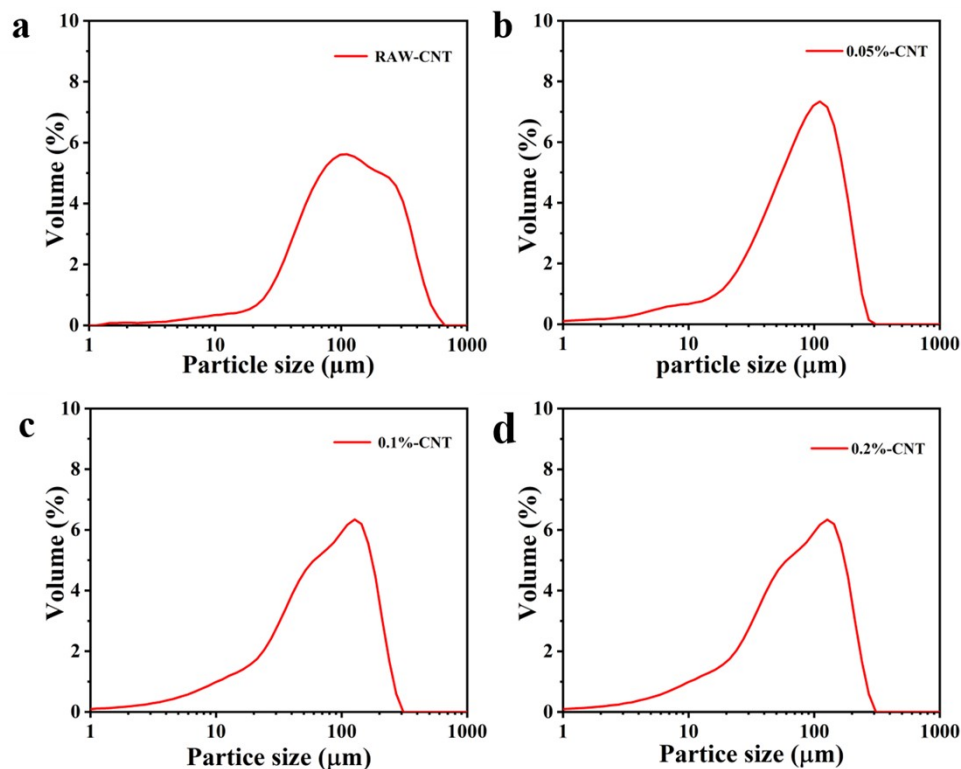 a
RAW-CNT
10
8
6
4
2
0
Volume (%)
1
10
100
1000
Particle size (µm)
b
0.05%-CNT
10
8
6
4
2
0
Volume (%)
1
10
100
1000
particle size (µm)
c
0.1%-CNT
10
8
6
4
2
0
Volume (%)
1
10
100
1000
Partice size (µm)
d
0.2%-CNT
10
8
6
4
2
0
Volume (%)
1
10
100
1000
Partice size (µm)